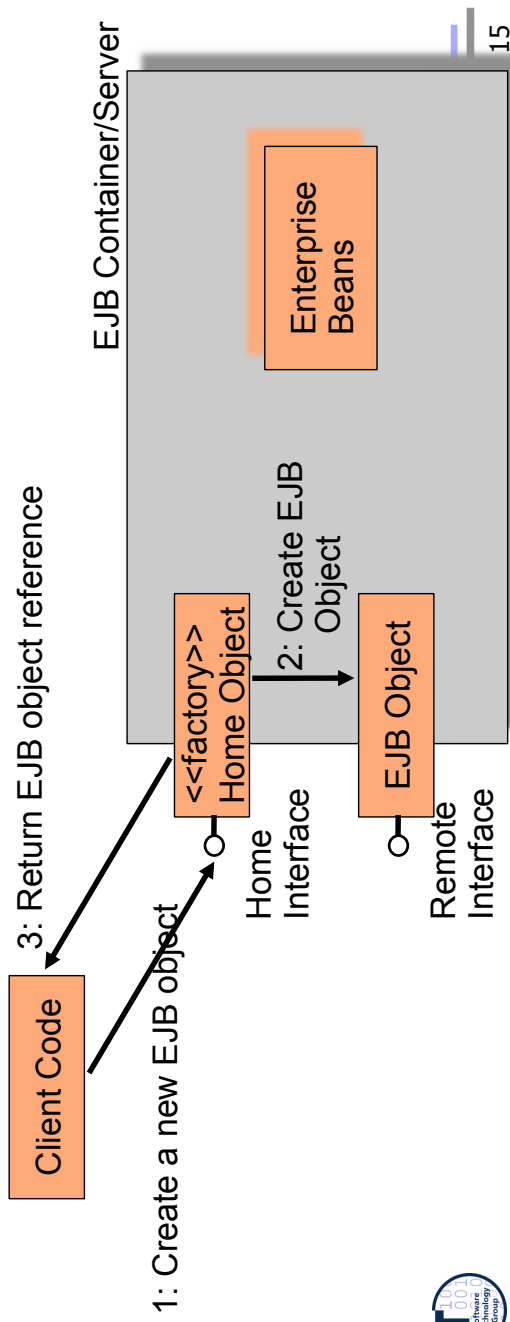 3: Return EJB object reference
EJB Container/Server
Client Code
1: Create a new EJB object
<<factory>>
Home Object
Home
Interface
2: Create EJB
Object
Enterprise
Beans
EJB Object
Remote
Interface
15
Group